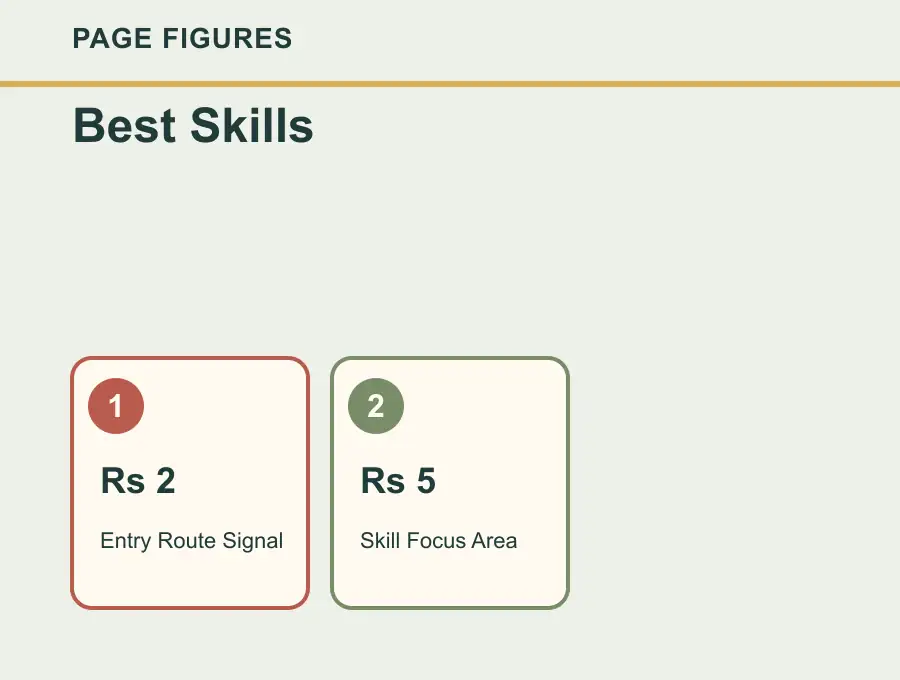 PAGE FIGURES
Best Skills
1
Rs 2
Entry Route Signal
2
Rs 5
Skill Focus Area